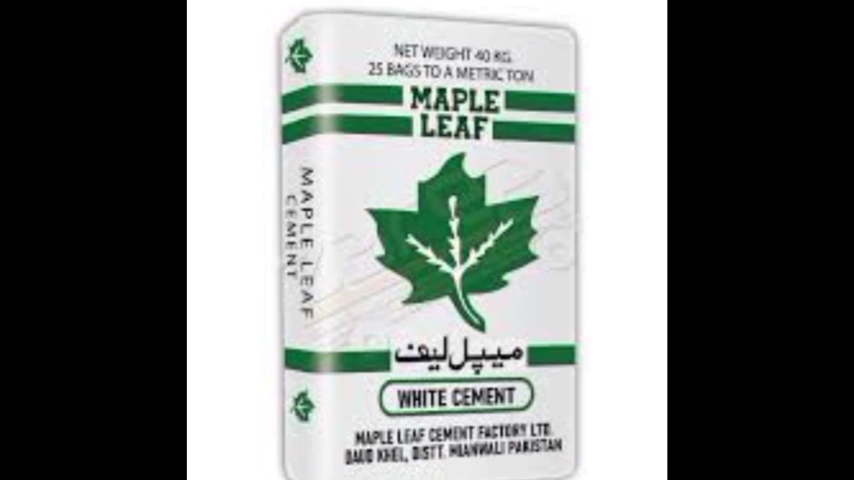 NET WEIGHT 40 KG.
25 BAGS TO A METRIC TON
MAPLE
LEAF
MAPLE LEAF
CEMENT
میپل لیف
WHITE CEMENT
MAPLE LEAF CEMENT FACTORY LTD.
DAUD KHEL, DISTT. MIANWALI PAKISTAN